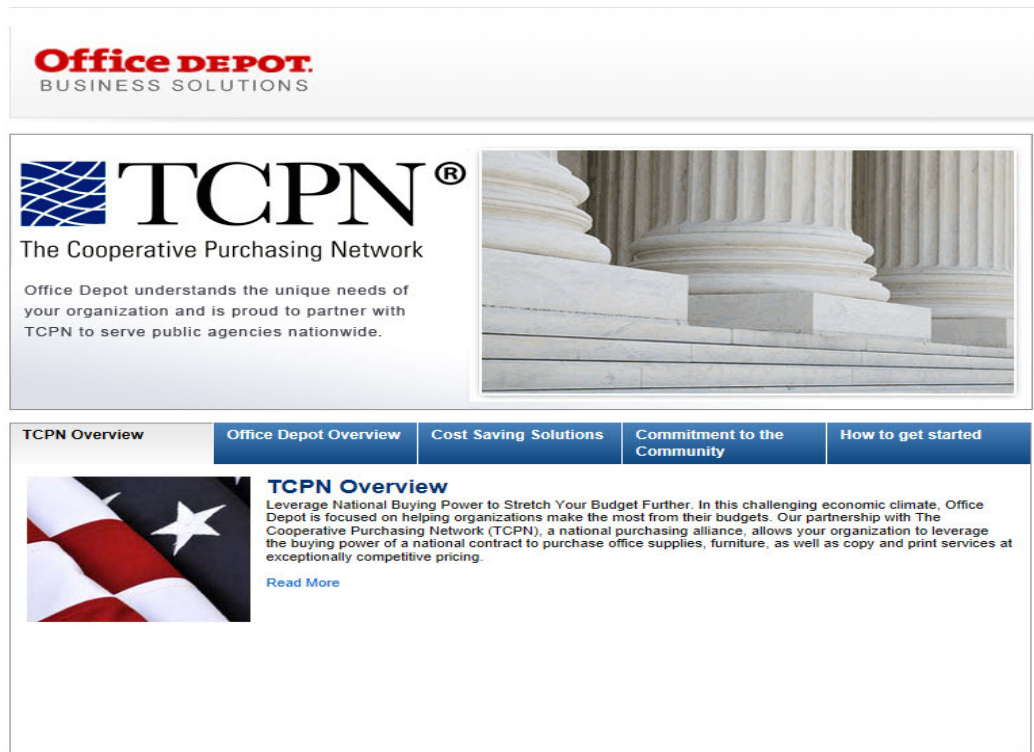 Office DEPOT.
BUSINESS SOLUTIONS
TCPN®
The Cooperative Purchasing Network
Office Depot understands the unique needs of
your organization and is proud to partner with
TCPN to serve public agencies nationwide.
TCPN Overview
Office Depot Overview
Cost Saving Solutions
Commitment to the
Community
How to get started
TCPN Overview
Leverage National Buying Power to Stretch Your Budget Further. In this challenging economic climate, Office
Depot is focused on helping organizations make the most from their budgets. Our partnership with The
Cooperative Purchasing Network (TCPN), a national purchasing alliance, allows your organization to leverage
the buying power of a national contract to purchase office supplies, furniture, as well as copy and print services at
exceptionally competitive pricing.
Read More